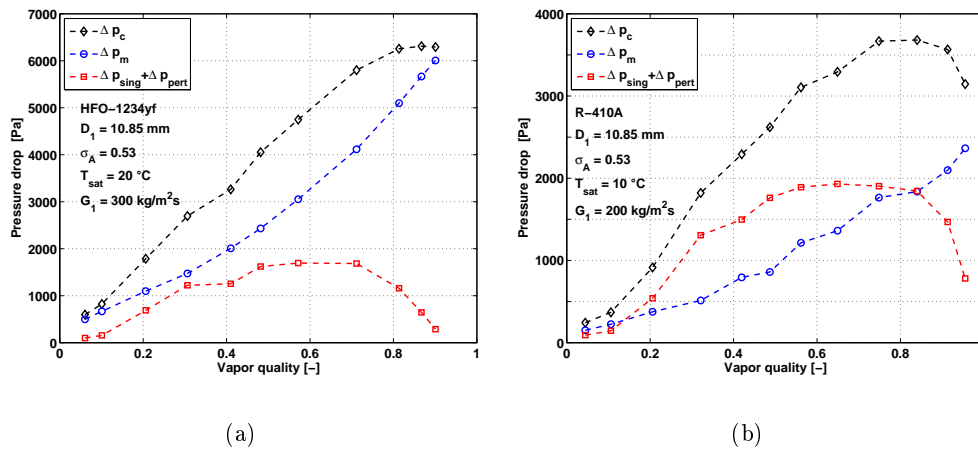 7000
6000
5000
4000
3000
2000
1000
0
Pressure drop [Pa]
Δ p_c
Δ p_m
Δ p_sing+Δ p_pert
HFO−1234yf
D_1 = 10.85 mm
σ_A = 0.53
T_sat = 20 °C
G_1 = 300 kg/m²s
0 0.2 0.4 0.6 0.8 1
Vapor quality [−]
(a)
4000
3000
2000
1000
0
Pressure drop [Pa]
Δ p_c
Δ p_m
Δ p_sing+Δ p_pert
R−410A
D_1 = 10.85 mm
σ_A = 0.53
T_sat = 10 °C
G_1 = 200 kg/m²s
0 0.2 0.4 0.6 0.8
Vapor quality [−]
(b)